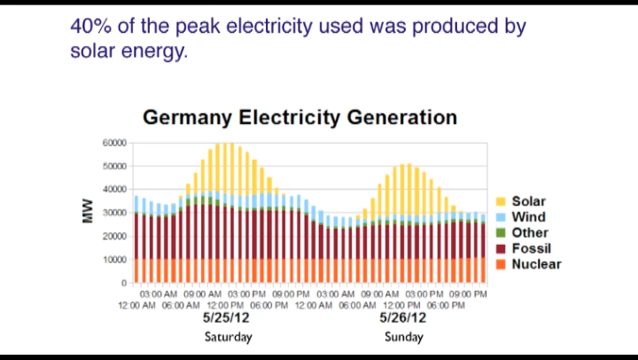 40% of the peak electricity used was produced by
solar energy.
Germany Electricity Generation
60000
50000
40000
30000
20000
10000
0
MW
Solar
Wind
Other
Fossil
Nuclear
03:00 AM 09:00 AM 03:00 PM 09:00 PM 03:00 AM 09:00 AM 03:00 PM 09:00 PM
12:00 AM 06:00 AM 12:00 PM 06:00 PM 12:00 AM 06:00 AM 12:00 PM 06:00 PM
5/25/12 5/26/12
Saturday Sunday